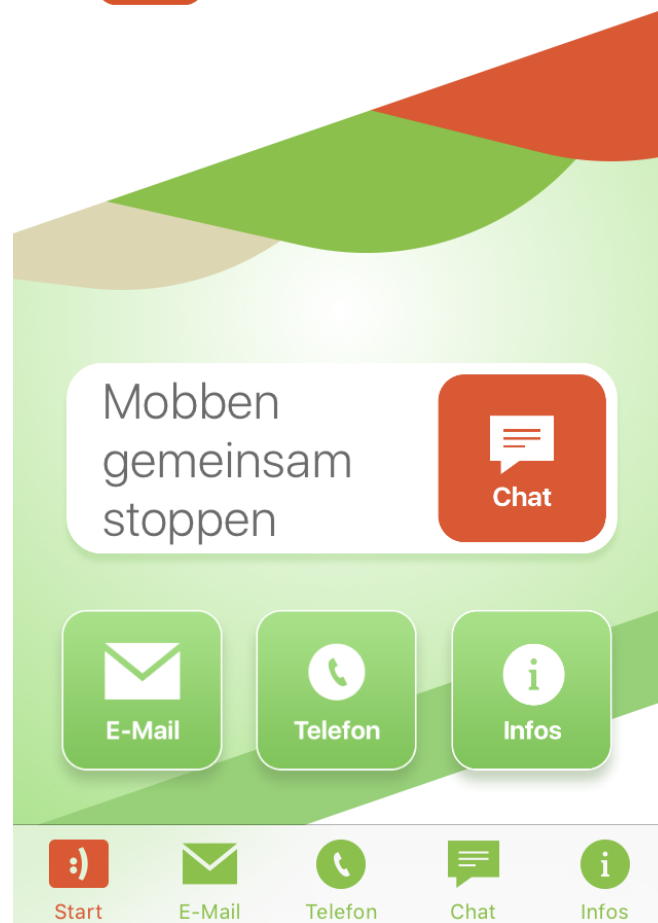 Mobben
gemeinsam
stoppen
Chat
E-Mail
Telefon
Infos
:)
Start
E-Mail
Telefon
Chat
Infos